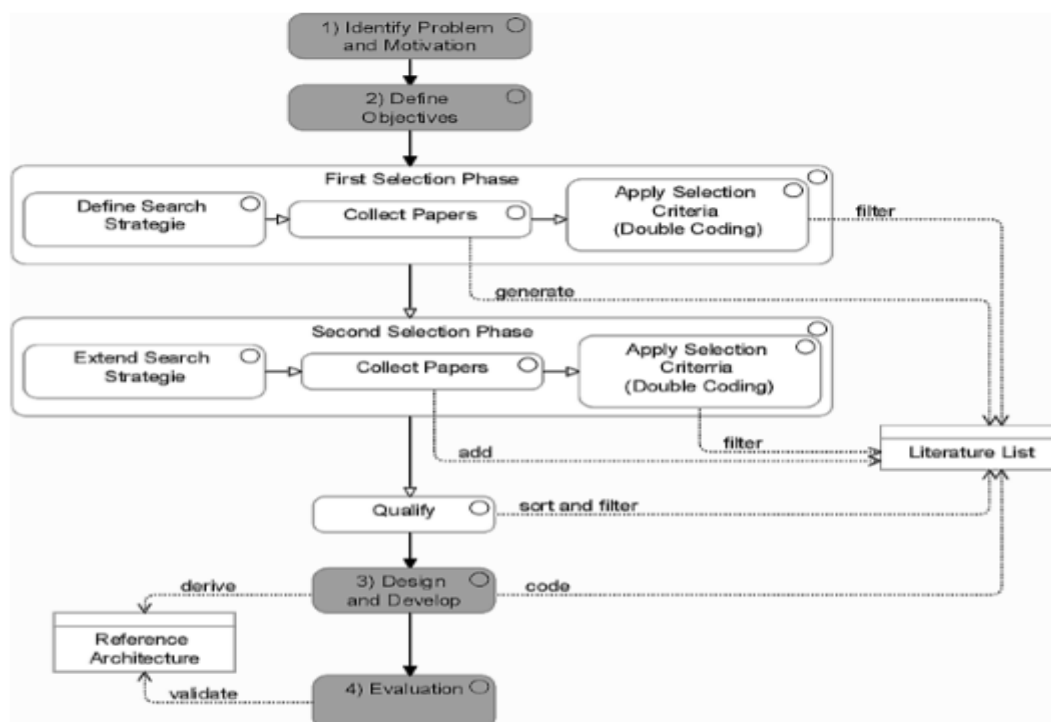 1) Identify Problem
and Motivation
2) Define
Objectives
First Selection Phase
Define Search
Strategie
Collect Papers
Apply Selection
Criteria
(Double Coding)
filter
generate
Second Selection Phase
Extend Search
Strategie
Collect Papers
Apply Selection
Criterria
(Double Coding)
filter
add
Literature List
Qualify
sort and filter
3) Design
and Develop
derive
code
Reference
Architecture
validate
4) Evaluation